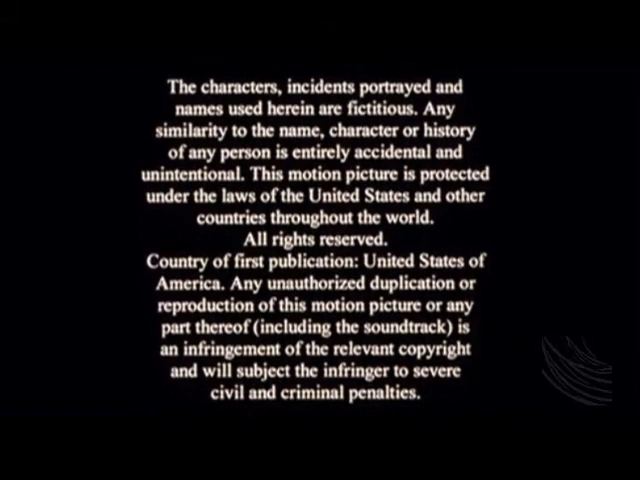 The characters, incidents portrayed and
names used herein are fictitious. Any
similarity to the name, character or history
of any person is entirely accidental and
unintentional. This motion picture is protected
under the laws of the United States and other
countries throughout the world.
All rights reserved.
Country of first publication: United States of
America. Any unauthorized duplication or
reproduction of this motion picture or any
part thereof (including the soundtrack) is
an infringement of the relevant copyright
and will subject the infringer to severe
civil and criminal penalties.